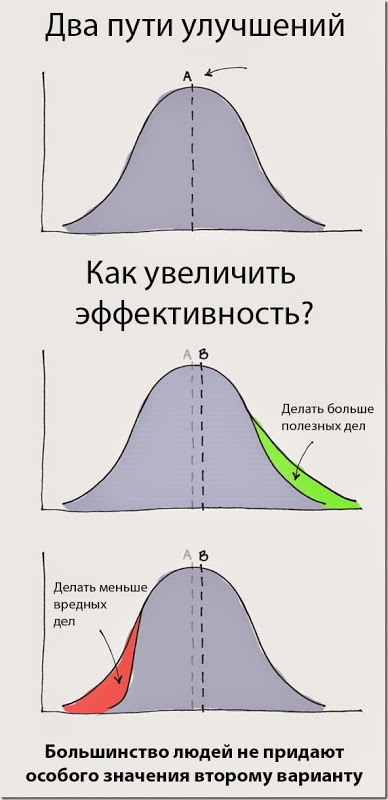 Два пути улучшений
A
Как увеличить
эффективность?
A B
Делать больше
полезных дел
A B
Делать меньше
вредных
дел
Большинство людей не придают
особого значения второму варианту